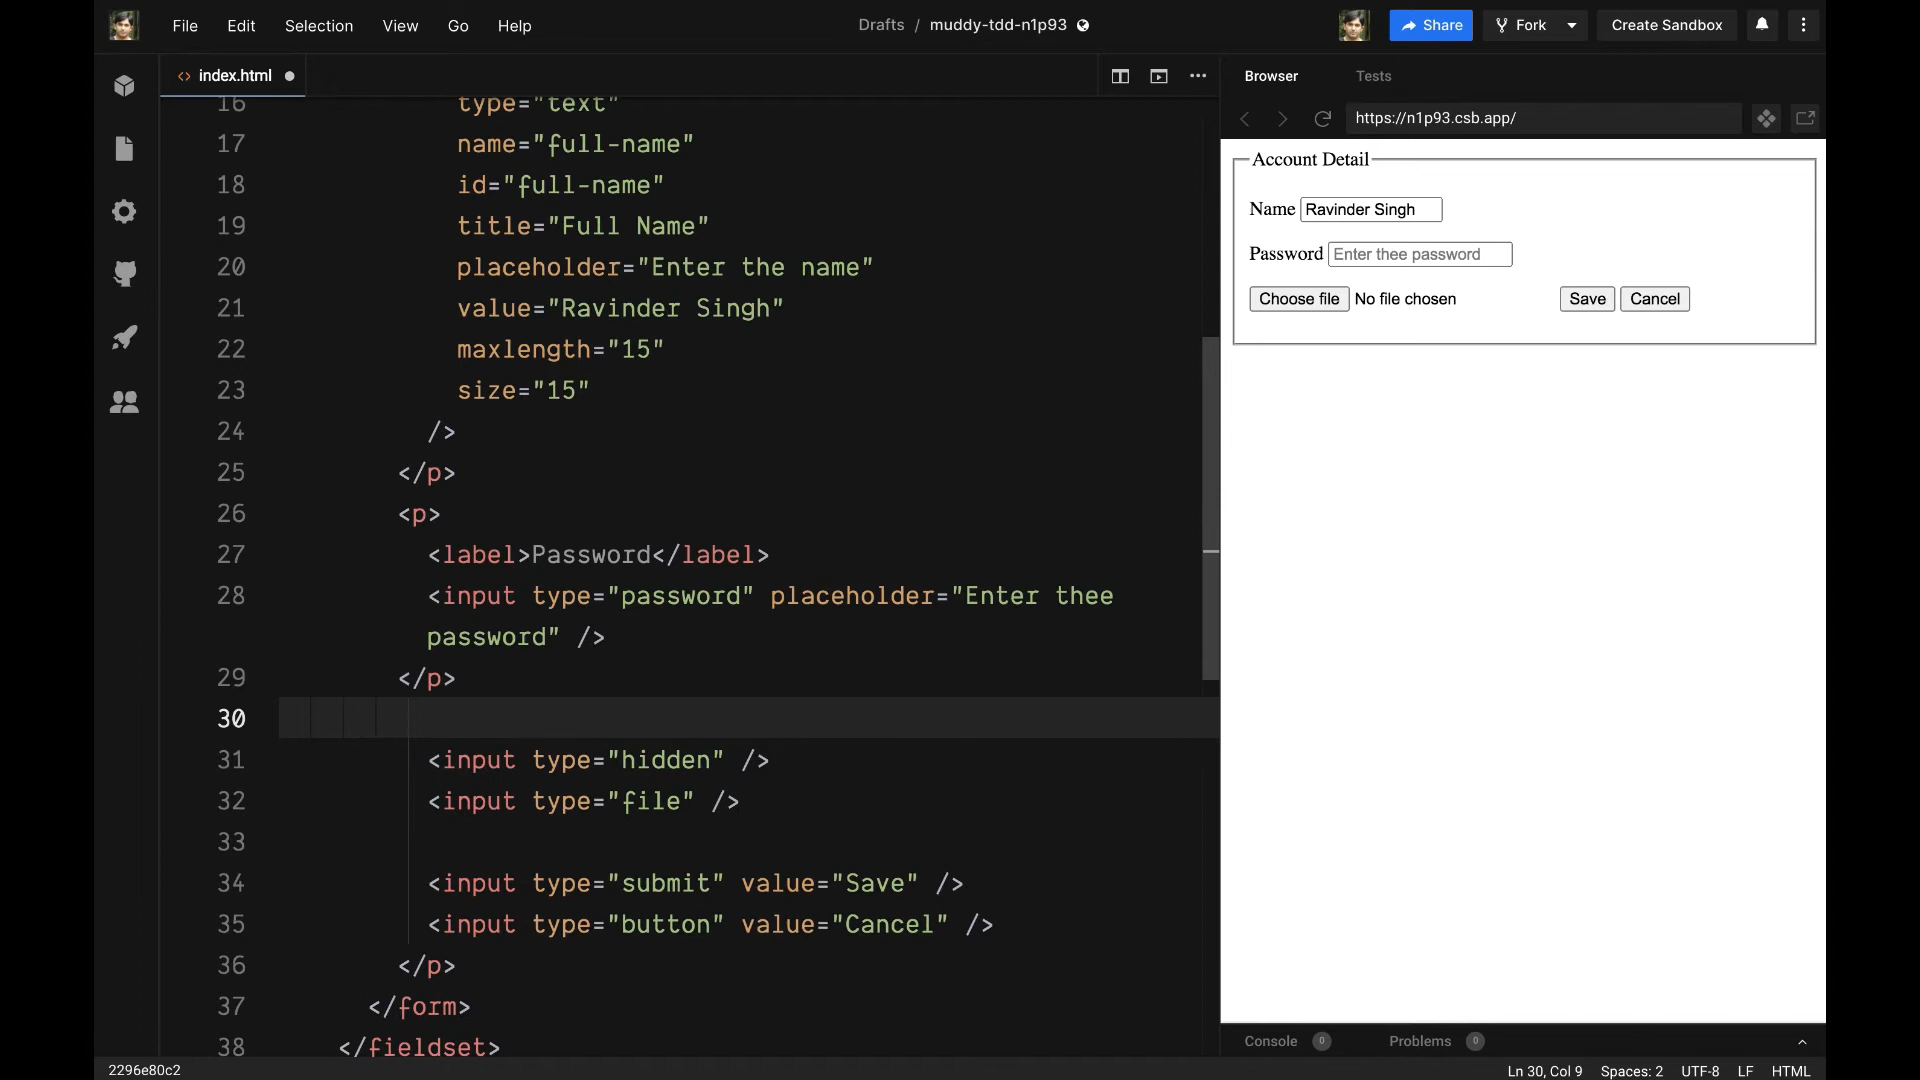 File Edit Selection View Go Help Drafts / muddy-tdd-n1p93 Share Fork Create Sandbox
<> index.html Browser Tests
https://n1p93.csb.app/
16 type="text"
17 name="full-name"
18 id="full-name"
19 title="Full Name"
20 placeholder="Enter the name"
21 value="Ravinder Singh"
22 maxlength="15"
23 size="15"
24 />
25 </p>
26 <p>
27 <label>Password</label>
28 <input type="password" placeholder="Enter thee
password" />
29 </p>
30
31 <input type="hidden" />
32 <input type="file" />
33
34 <input type="submit" value="Save" />
35 <input type="button" value="Cancel" />
36 </p>
37 </form>
38 </fieldset>
Account Detail
Name Ravinder Singh
Password Enter thee password
Choose file No file chosen Save Cancel
Console 0 Problems 0
2296e80c2 Ln 30, Col 9 Spaces: 2 UTF-8 LF HTML